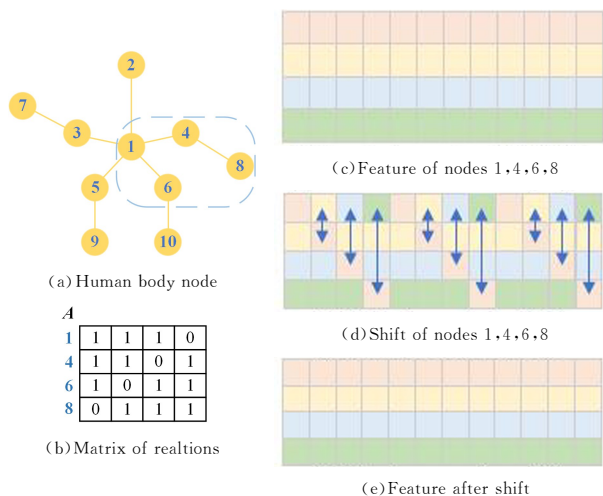 2
7
3
1
4
8
5
6
9
10
(a) Human body node
A
1 1 1 1 0
4 1 1 0 1
6 1 0 1 1
8 0 1 1 1
(b) Matrix of realtions
(c) Feature of nodes 1,4,6,8
(d) Shift of nodes 1,4,6,8
(e) Feature after shift